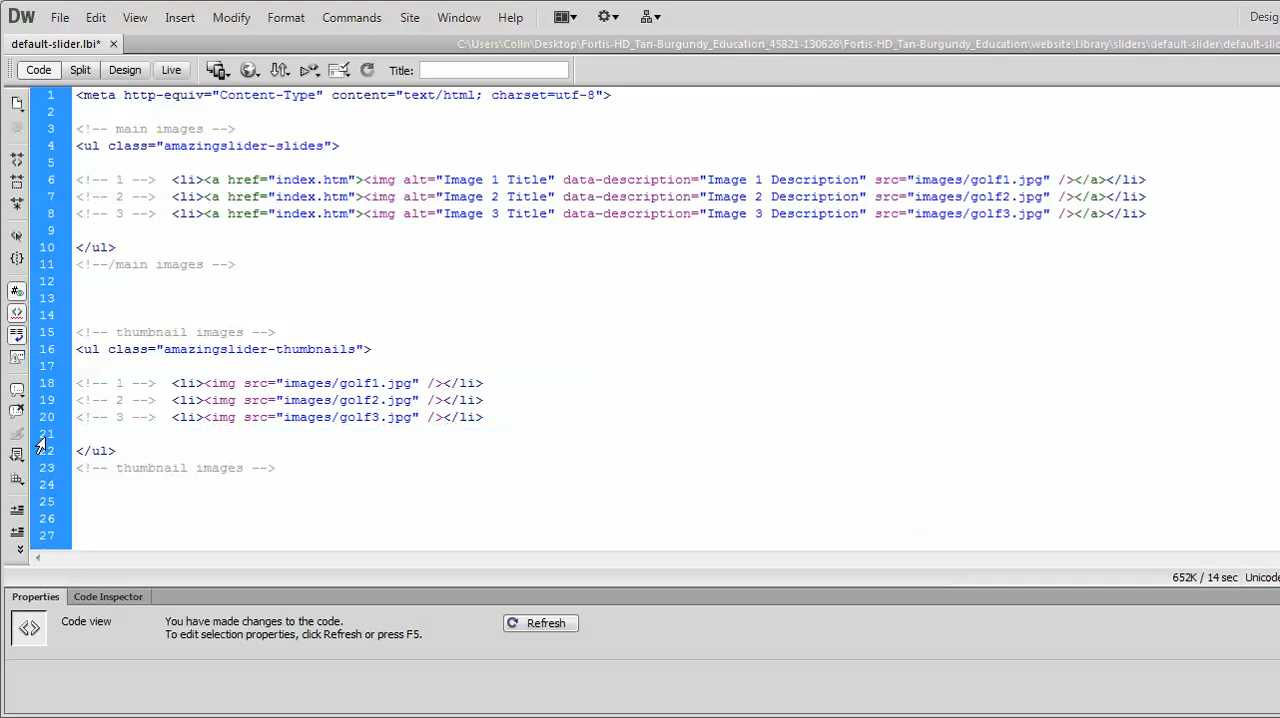 Dw File Edit View Insert Modify Format Commands Site Window Help Desig
default-slider.lbi* × C:\Users\Colin\Desktop\Fortis-HD_Tan-Burgundy_Education_45821-130626\Fortis-HD_Tan-Burgundy_Education\website\Library\sliders\default-slider\default-slid
Code Split Design Live Title:
1 <meta http-equiv="Content-Type" content="text/html; charset=utf-8">
2
3 <!-- main images -->
4 <ul class="amazingslider-slides">
5
6 <!-- 1 --> <li><a href="index.htm"><img alt="Image 1 Title" data-description="Image 1 Description" src="images/golf1.jpg" /></a></li>
7 <!-- 2 --> <li><a href="index.htm"><img alt="Image 2 Title" data-description="Image 2 Description" src="images/golf2.jpg" /></a></li>
8 <!-- 3 --> <li><a href="index.htm"><img alt="Image 3 Title" data-description="Image 3 Description" src="images/golf3.jpg" /></a></li>
9
10 </ul>
11 <!--/main images -->
12
13
14
15 <!-- thumbnail images -->
16 <ul class="amazingslider-thumbnails">
17
18 <!-- 1 --> <li><img src="images/golf1.jpg" /></li>
19 <!-- 2 --> <li><img src="images/golf2.jpg" /></li>
20 <!-- 3 --> <li><img src="images/golf3.jpg" /></li>
21
22 </ul>
23 <!-- thumbnail images -->
24
25
26
27
652K / 14 sec Unicode
Properties Code Inspector
Code view You have made changes to the code. Refresh
To edit selection properties, click Refresh or press F5.